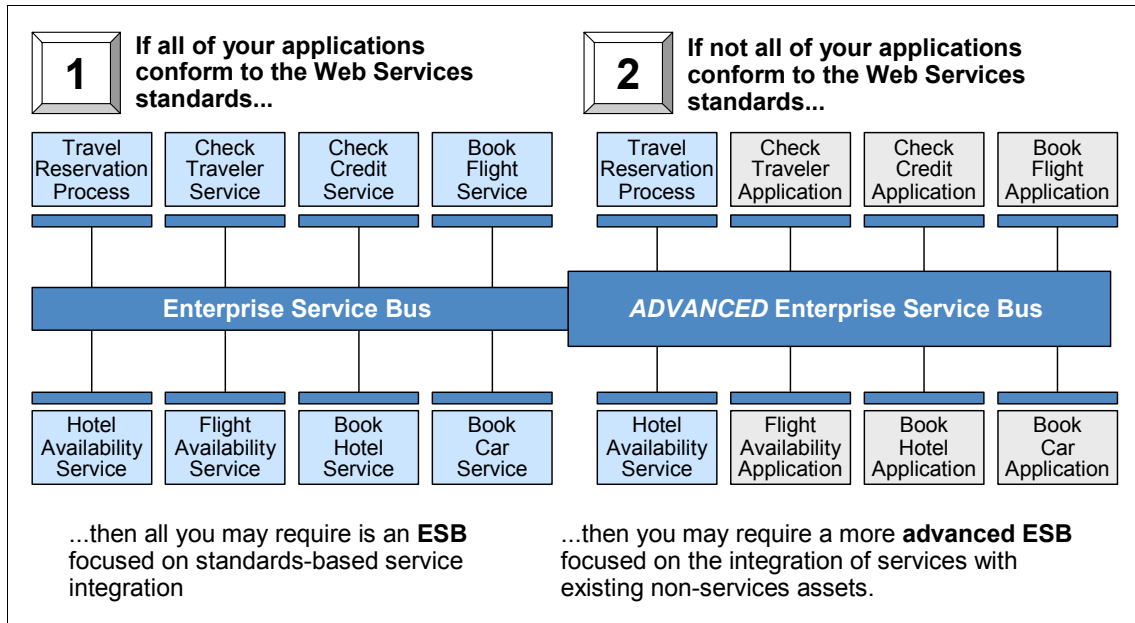 1
If all of your applications
conform to the Web Services
standards...
Travel
Reservation
Process
Check
Traveler
Service
Check
Credit
Service
Book
Flight
Service
Enterprise Service Bus
Hotel
Availability
Service
Flight
Availability
Service
Book
Hotel
Service
Book
Car
Service
...then all you may require is an ESB
focused on standards-based service
integration
2
If not all of your applications
conform to the Web Services
standards...
Travel
Reservation
Process
Check
Traveler
Application
Check
Credit
Application
Book
Flight
Application
ADVANCED Enterprise Service Bus
Hotel
Availability
Service
Flight
Availability
Application
Book
Hotel
Application
Book
Car
Application
...then you may require a more advanced ESB
focused on the integration of services with
existing non-services assets.